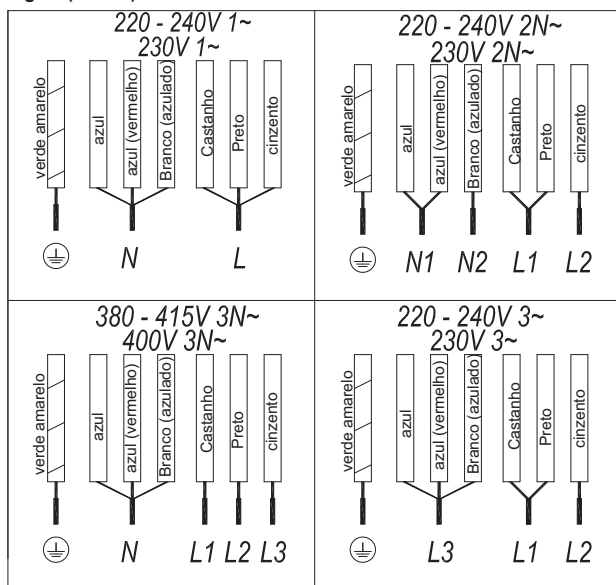 220 - 240V 1~
230V 1~
verde amarelo
azul
azul (vermelho)
Branco (azulado)
Castanho
Preto
cinzento
N
L
220 - 240V 2N~
230V 2N~
verde amarelo
azul
azul (vermelho)
Branco (azulado)
Castanho
Preto
cinzento
N1 N2 L1 L2
380 - 415V 3N~
400V 3N~
verde amarelo
azul
azul (vermelho)
Branco (azulado)
Castanho
Preto
cinzento
N L1 L2 L3
220 - 240V 3~
230V 3~
verde amarelo
azul
azul (vermelho)
Branco (azulado)
Castanho
Preto
cinzento
L3 L1 L2